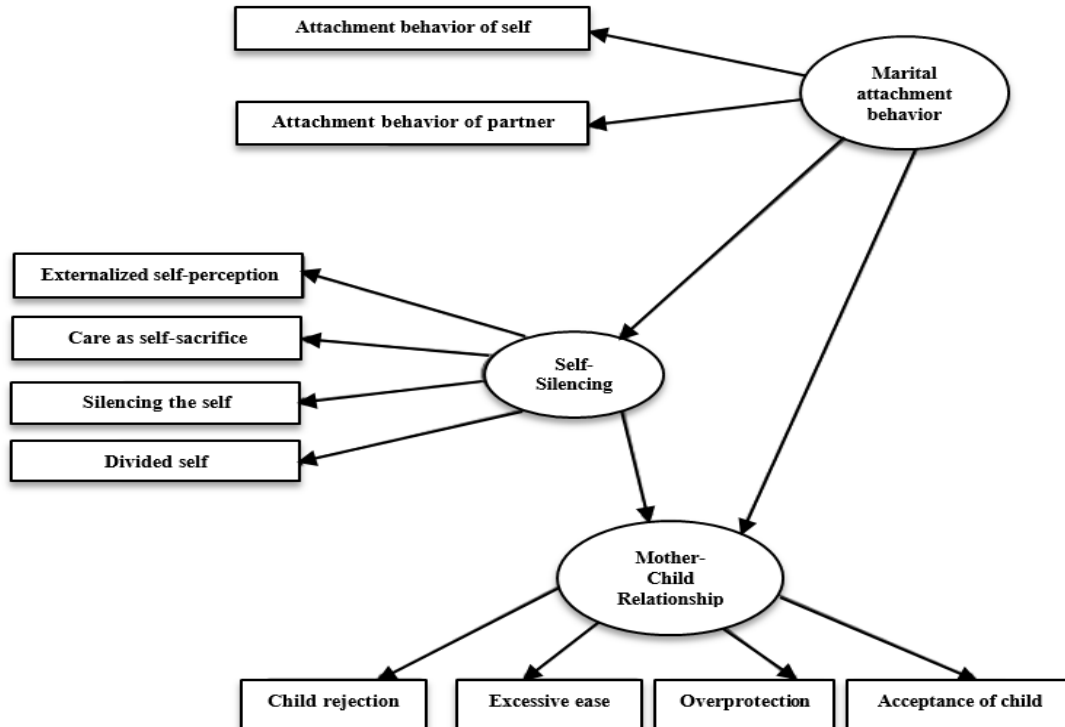 Attachment behavior of self
Marital
attachment
behavior
Attachment behavior of partner
Externalized self-perception
Care as self-sacrifice
Silencing the self
Divided self
Self-
Silencing
Mother-
Child
Relationship
Child rejection
Excessive ease
Overprotection
Acceptance of child